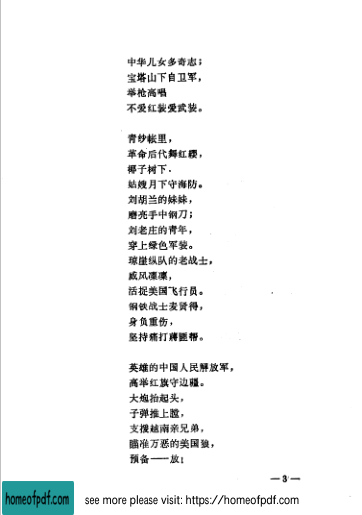 中华儿女多奇志；
宝塔山下自卫军，
举枪高唱
不爱红装爱武装。
青纱帐里，
革命后代舞红缨，
椰子树下．
姑嫂月下守海防。
刘胡兰的妹妹，
磨亮手中钢刀；
刘老庄的青年，
穿上绿色军装。
琼崖纵队的老战士，
威风凛凛，
活捉美国飞行员。
钢铁战士麦贤得，
身负重伤，
坚持痛打蒋匪帮。
英雄的中国人民解放军，
高举红旗守边疆。
大炮抬起头，
子弹推上膛，
支援越南亲兄弟，
瞄准万恶的美国狼，
预备——放！
— 3 —
homeofpdf.com
see more please visit: https://homeofpdf.com